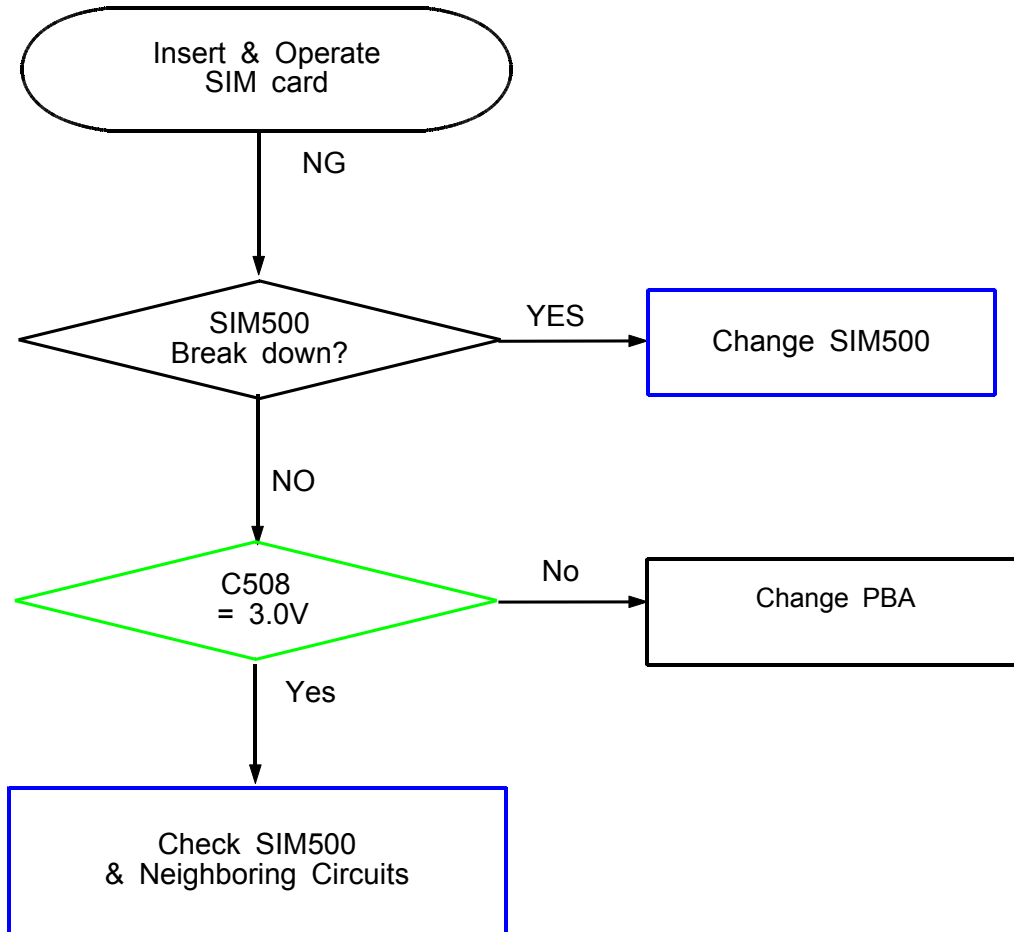 Insert & Operate
SIM card
NG
SIM500
Break down?
YES
Change SIM500
NO
C508
= 3.0V
No
Change PBA
Yes
Check SIM500
& Neighboring Circuits